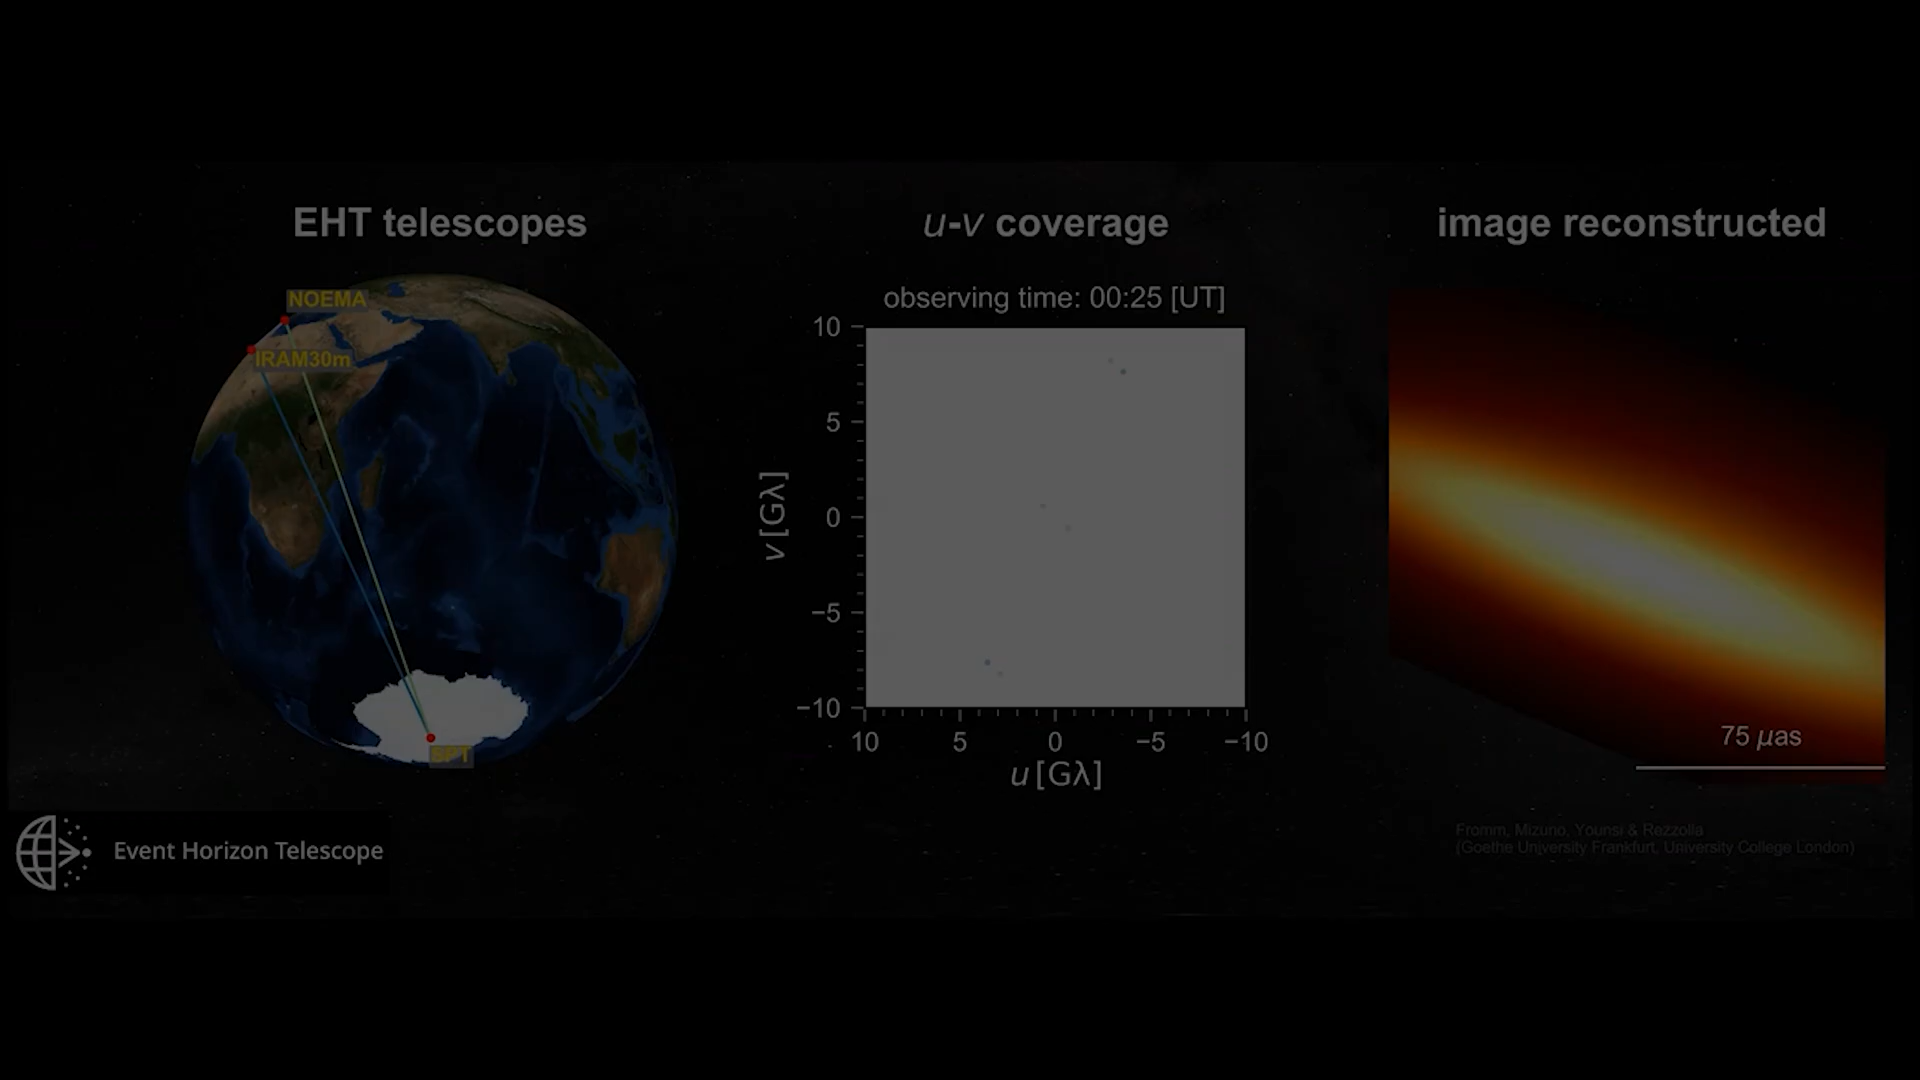 EHT telescopes
NOEMA
IRAM30m
SPT
u-v coverage
observing time: 00:25 [UT]
10
5
0
−5
−10
v [Gλ]
10 5 0 −5 −10
u [Gλ]
image reconstructed
75 μas
Fromm, Mizuno, Younsi & Rezzolla
(Goethe University Frankfurt, University College London)
Event Horizon Telescope